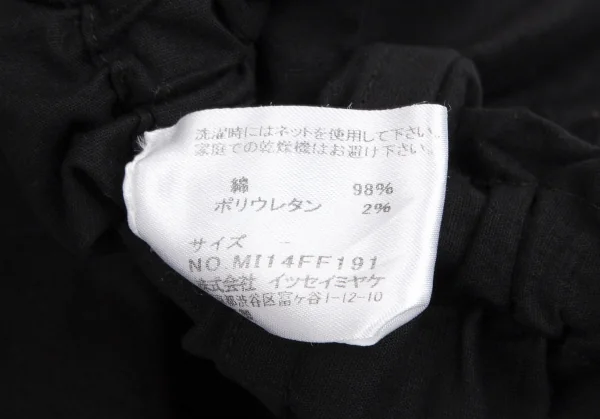 洗濯時にはネットを使用して下さい。
家庭での乾燥機はお避け下さい。
綿 98%
ポリウレタン 2%
サイズ -
NO.MI14FF191
株式会社 イッセイミヤケ
都渋谷区富ヶ谷1-12-10
製